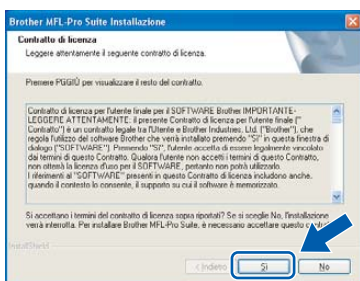 Brother MFL-Pro Suite Installazione
Contratto di licenza
Leggere attentamente il seguente contratto di licenza.
Premere PGGIÙ per visualizzare il resto del contratto.
Contratto di licenza per l'utente finale per il SOFTWARE Brother IMPORTANTE-
LEGGERE ATTENTAMENTE: il presente Contratto di licenza per l'utente finale ("
Contratto") è un contratto legale tra l'Utente e Brother Industries, Ltd. ("Brother"), che
regola l'utilizzo del software Brother che verrà installato premendo "SI" in questa finestra di
dialogo ("SOFTWARE"). Premendo "SI", l'utente accetta di essere legalmente vincolato
dai termini di questo Contratto. Qualora l'utente non accetti i termini di questo Contratto,
non otterrà la licenza d'uso per il SOFTWARE, pertanto non potrà utilizzarlo.
I riferimenti al "SOFTWARE" presenti in questo Contratto di licenza includono anche,
quando il contesto lo consente, il supporto su cui il software è memorizzato.
Si accettano i termini del contratto di licenza sopra riportati? Se si sceglie No, l'installazione
verrà interrotta. Per installare Brother MFL-Pro Suite, è necessario accettare questo
InstallShield
< Indietro
Sì
No